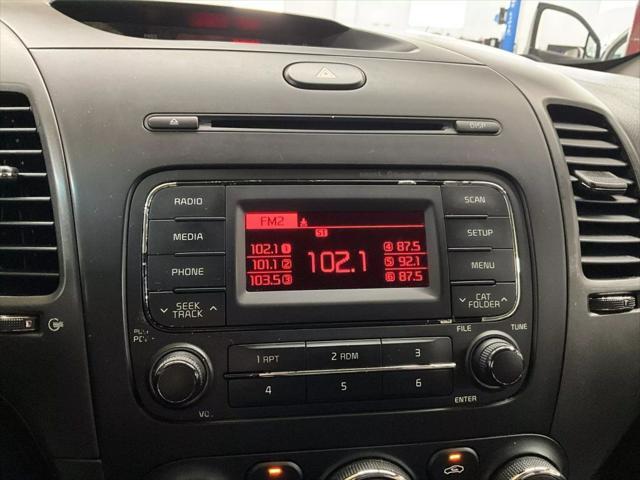 DISP
RADIO
MEDIA
PHONE
SEEK
TRACK
FM2
S1
102.1 1
101.1 2
103.5 3
102.1
4 87.5
5 92.1
6 87.5
SCAN
SETUP
MENU
CAT
FOLDER
FILE
TUNE
1 RPT
2 RDM
3
4
5
6
ENTER